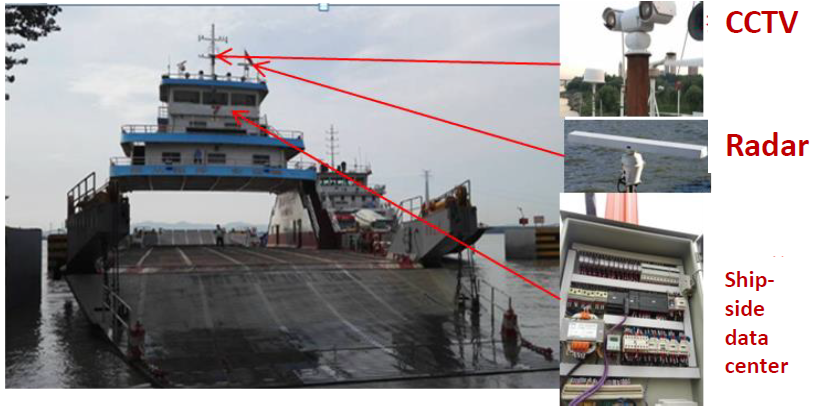 CCTV
Radar
Ship-
side
data
center